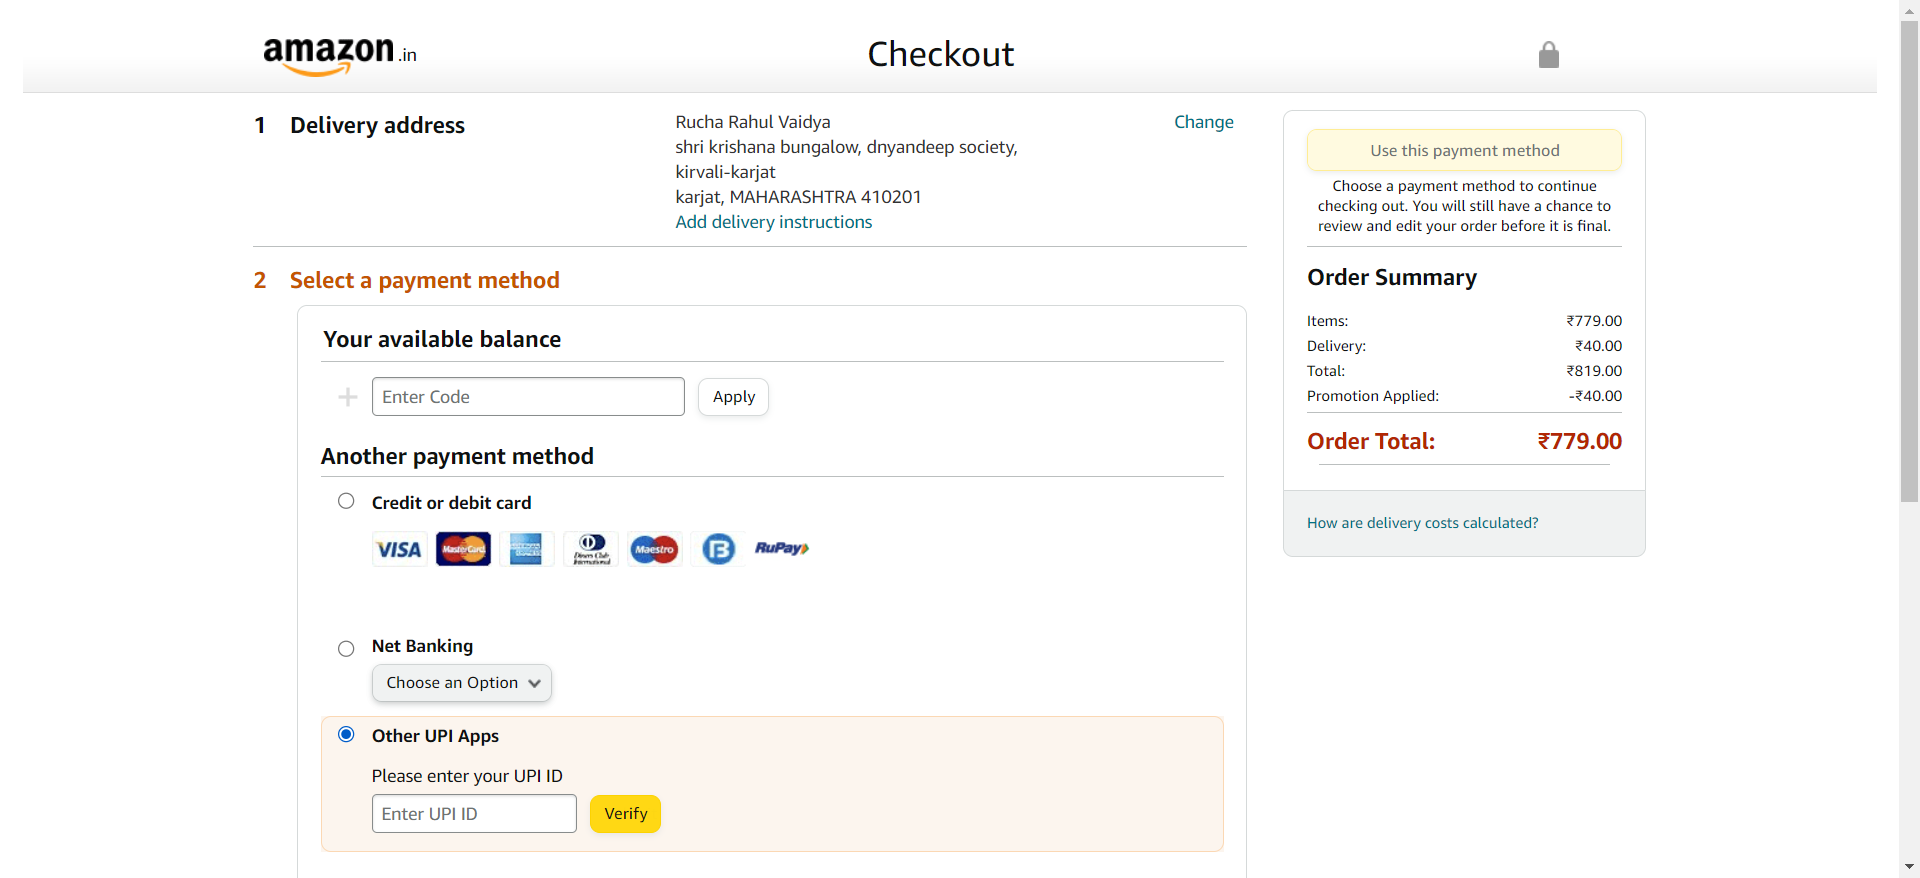 amazon.in
Checkout
1 Delivery address
Rucha Rahul Vaidya
shri krishana bungalow, dnyandeep society,
kirvali-karjat
karjat, MAHARASHTRA 410201
Add delivery instructions
Change
2 Select a payment method
Your available balance
Enter Code
Apply
Another payment method
Credit or debit card
VISA MasterCard Diners Club International Maestro B RuPay
Net Banking
Choose an Option
Other UPI Apps
Please enter your UPI ID
Enter UPI ID
Verify
Use this payment method
Choose a payment method to continue
checking out. You will still have a chance to
review and edit your order before it is final.
Order Summary
Items: ₹779.00
Delivery: ₹40.00
Total: ₹819.00
Promotion Applied: -₹40.00
Order Total: ₹779.00
How are delivery costs calculated?